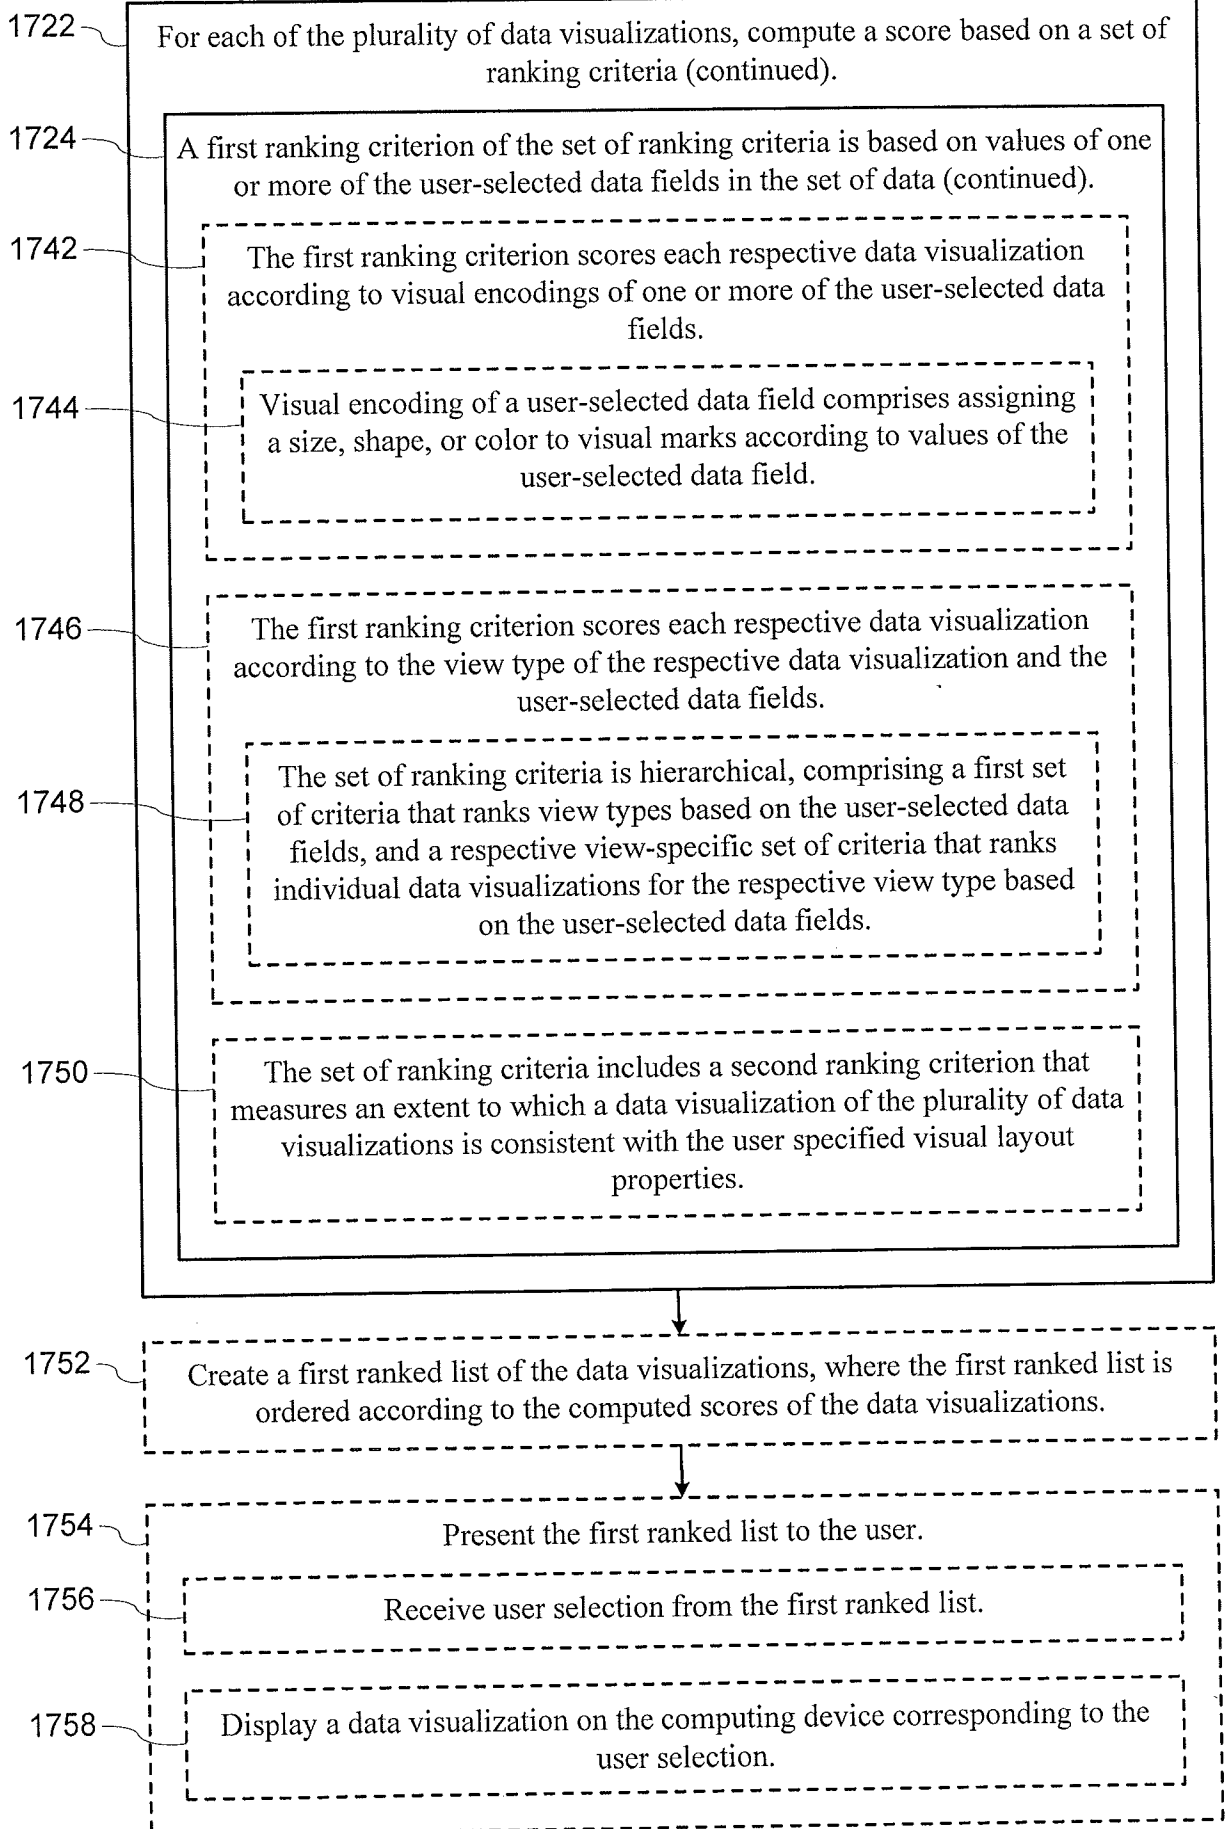 1722
For each of the plurality of data visualizations, compute a score based on a set of
ranking criteria (continued).
1724
A first ranking criterion of the set of ranking criteria is based on values of one
or more of the user-selected data fields in the set of data (continued).
1742
The first ranking criterion scores each respective data visualization
according to visual encodings of one or more of the user-selected data
fields.
1744
Visual encoding of a user-selected data field comprises assigning
a size, shape, or color to visual marks according to values of the
user-selected data field.
1746
The first ranking criterion scores each respective data visualization
according to the view type of the respective data visualization and the
user-selected data fields.
1748
The set of ranking criteria is hierarchical, comprising a first set
of criteria that ranks view types based on the user-selected data
fields, and a respective view-specific set of criteria that ranks
individual data visualizations for the respective view type based
on the user-selected data fields.
1750
The set of ranking criteria includes a second ranking criterion that
measures an extent to which a data visualization of the plurality of data
visualizations is consistent with the user specified visual layout
properties.
1752
Create a first ranked list of the data visualizations, where the first ranked list is
ordered according to the computed scores of the data visualizations.
1754
Present the first ranked list to the user.
1756
Receive user selection from the first ranked list.
1758
Display a data visualization on the computing device corresponding to the
user selection.